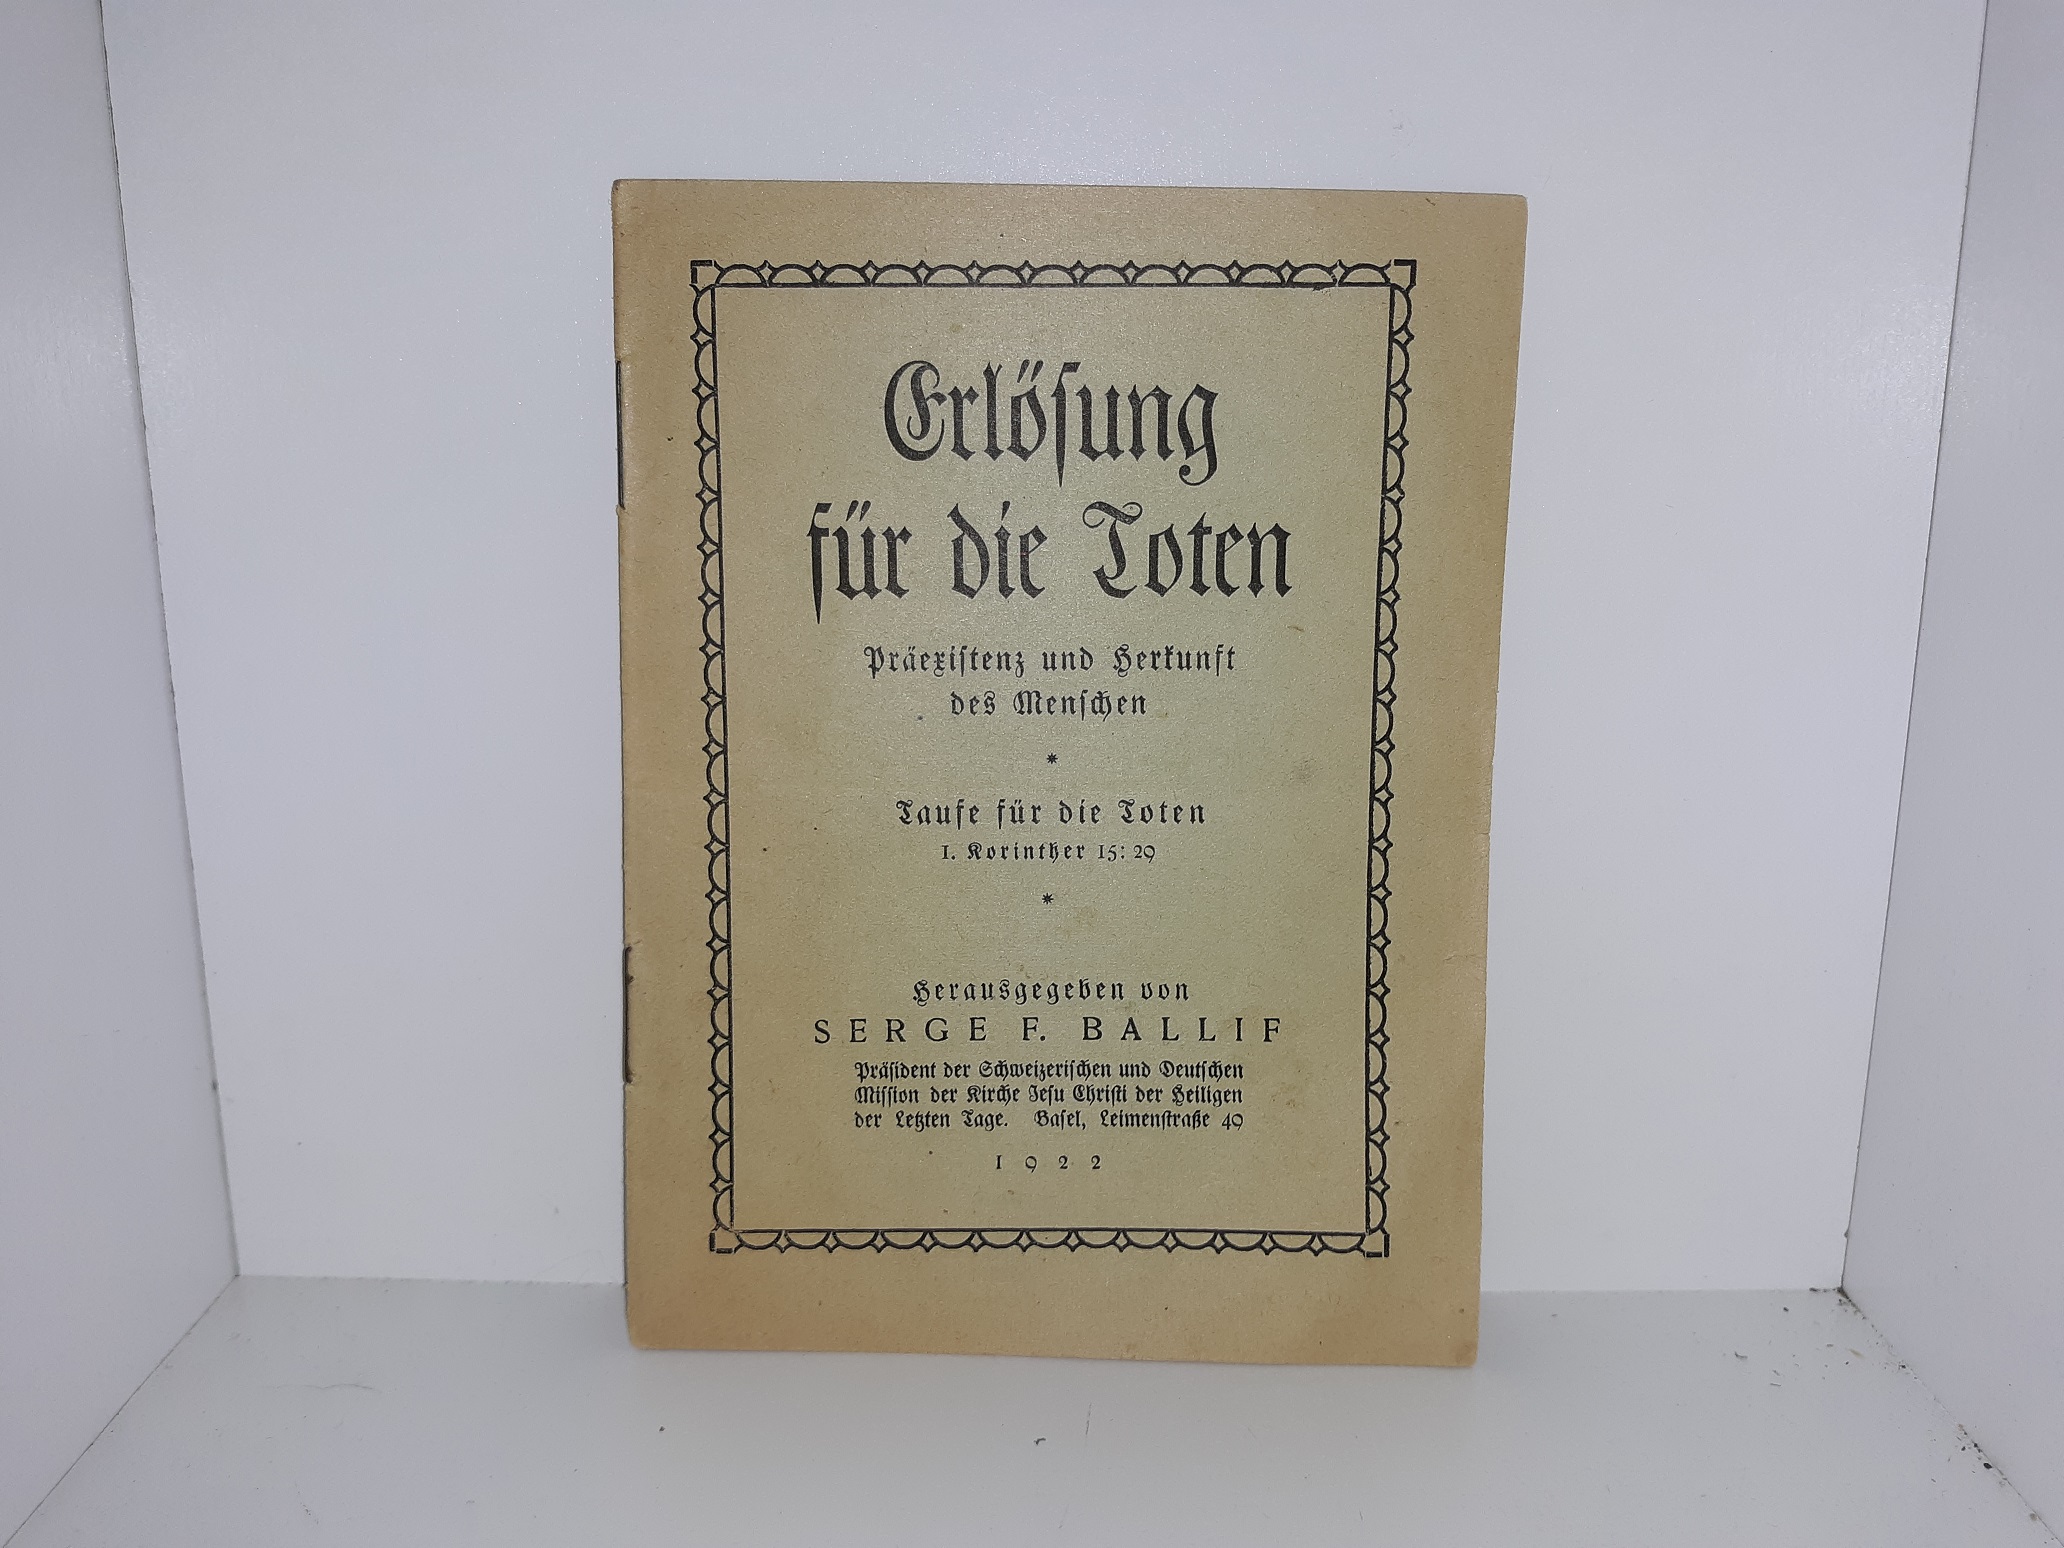 Erlösung
für die Toten
Präexistenz und Herkunft
des Menschen
*
Taufe für die Toten
I. Korinther 15: 29
*
Herausgegeben von
SERGE F. BALLIF
Präsident der Schweizerischen und Deutschen
Mission der Kirche Jesu Christi der Heiligen
der Letzten Tage. Basel, Leimenstraße 49
1922